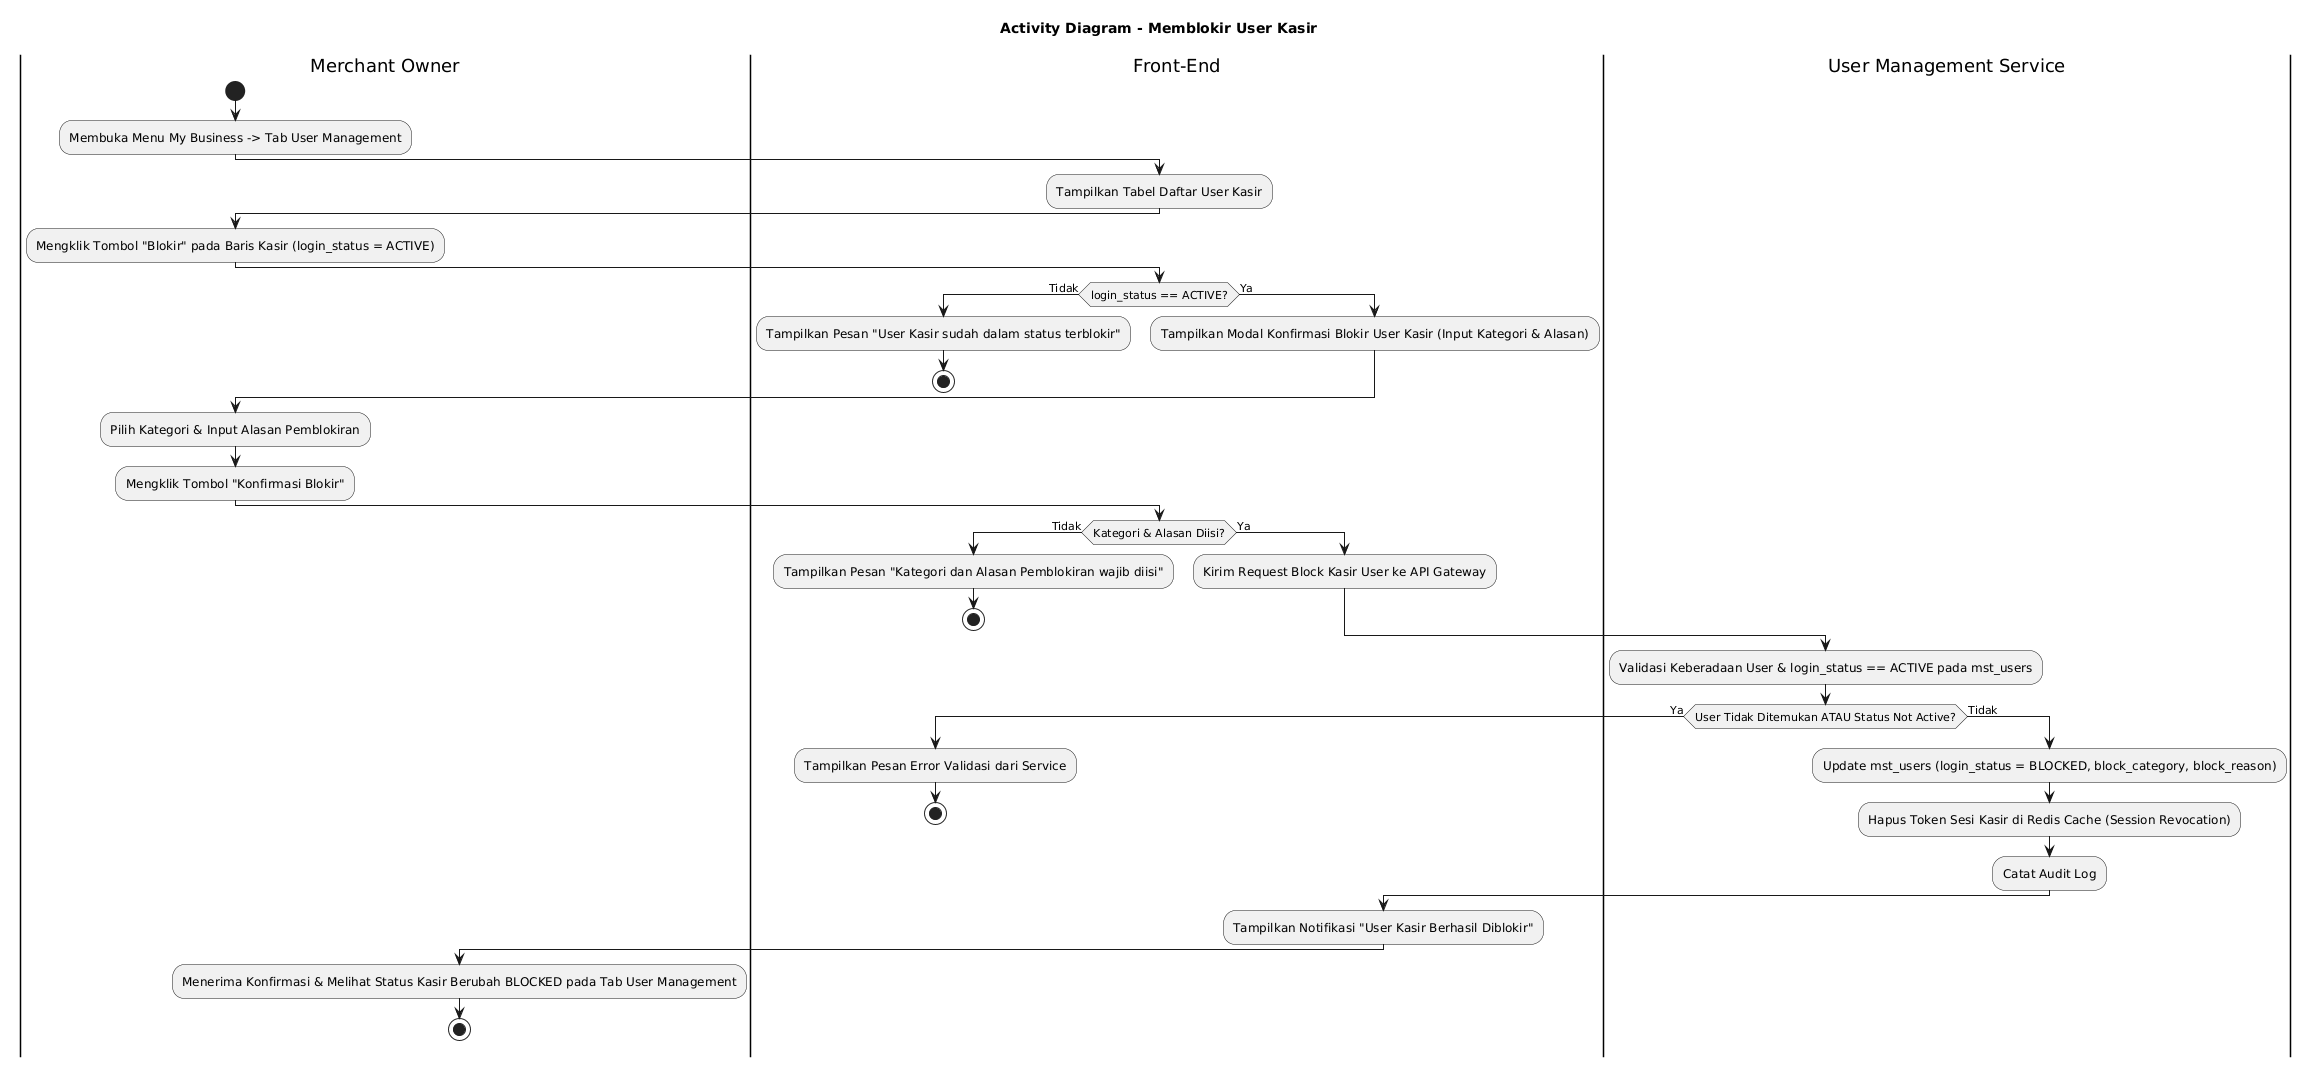 Activity Diagram - Memblokir User Kasir
Merchant Owner
Front-End
User Management Service
Membuka Menu My Business -> Tab User Management
Tampilkan Tabel Daftar User Kasir
Mengklik Tombol "Blokir" pada Baris Kasir (login_status = ACTIVE)
Tidak
login_status == ACTIVE?
Ya
Tampilkan Pesan "User Kasir sudah dalam status terblokir"
Tampilkan Modal Konfirmasi Blokir User Kasir (Input Kategori & Alasan)
Pilih Kategori & Input Alasan Pemblokiran
Mengklik Tombol "Konfirmasi Blokir"
Tidak
Kategori & Alasan Diisi?
Ya
Tampilkan Pesan "Kategori dan Alasan Pemblokiran wajib diisi"
Kirim Request Block Kasir User ke API Gateway
Validasi Keberadaan User & login_status == ACTIVE pada mst_users
Ya
User Tidak Ditemukan ATAU Status Not Active?
Tidak
Tampilkan Pesan Error Validasi dari Service
Update mst_users (login_status = BLOCKED, block_category, block_reason)
Hapus Token Sesi Kasir di Redis Cache (Session Revocation)
Catat Audit Log
Tampilkan Notifikasi "User Kasir Berhasil Diblokir"
Menerima Konfirmasi & Melihat Status Kasir Berubah BLOCKED pada Tab User Management